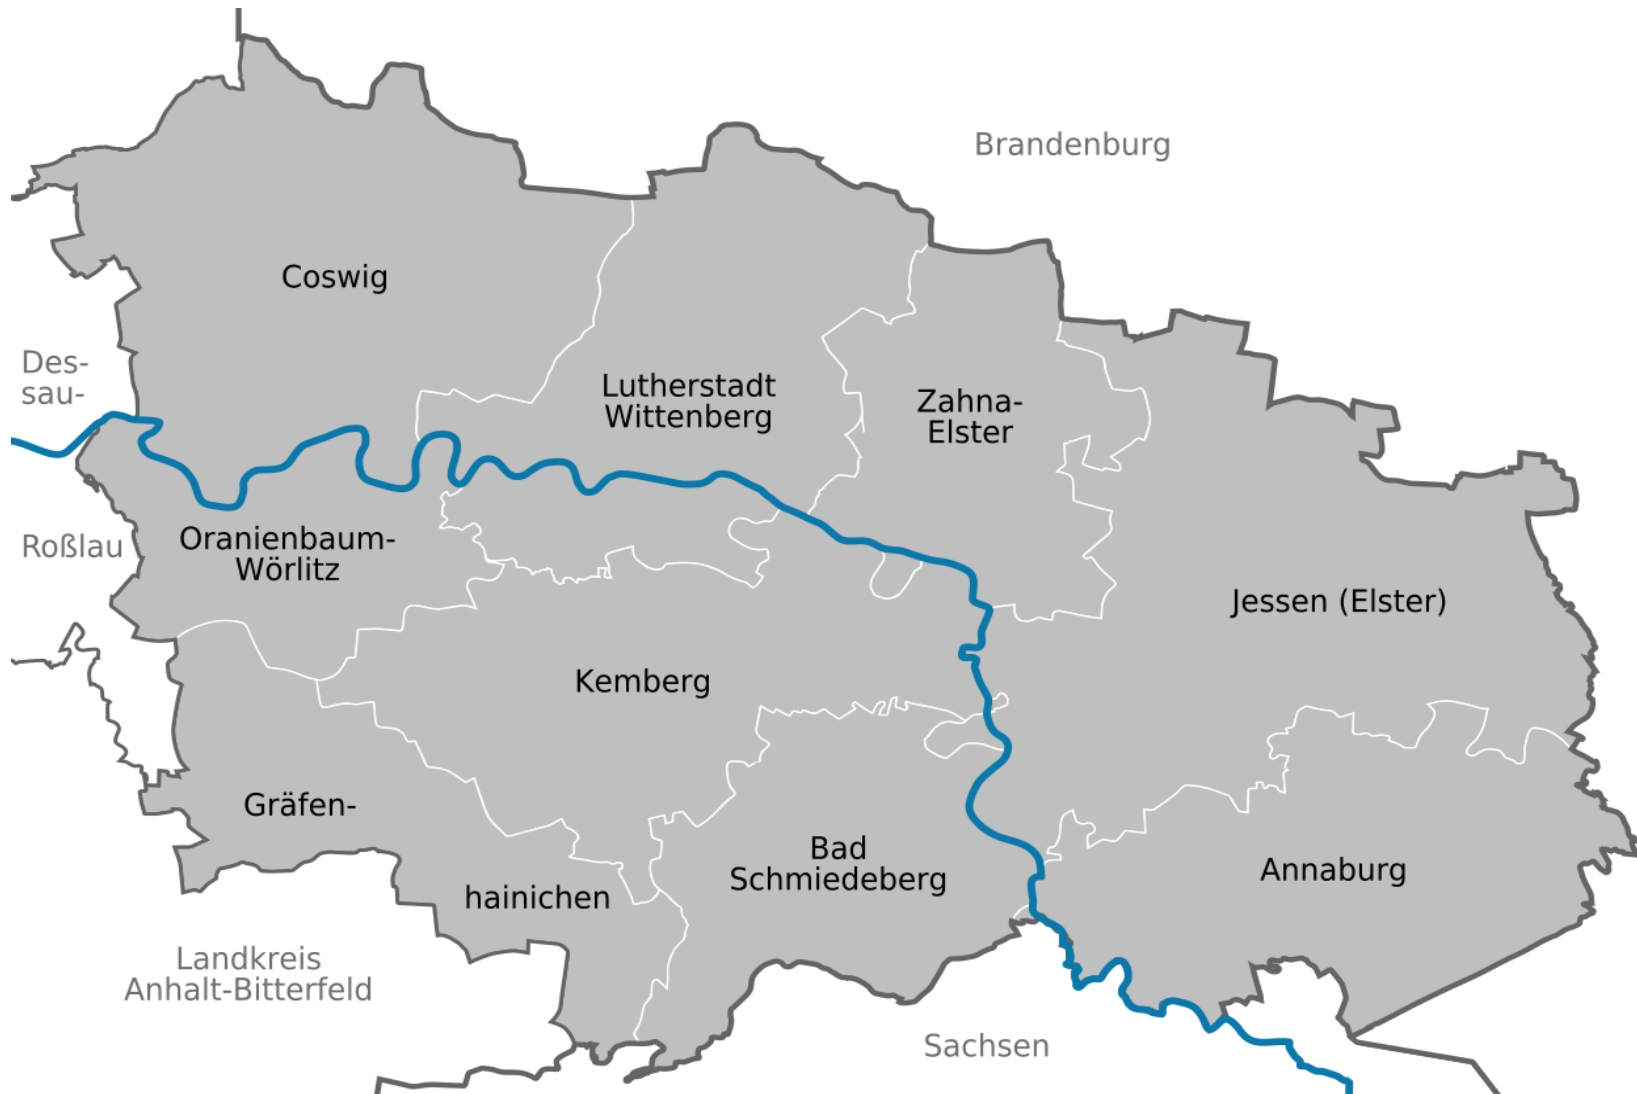 Brandenburg
Coswig
Des-
sau-
Lutherstadt
Wittenberg
Zahna-
Elster
Roßlau
Oranienbaum-
Wörlitz
Jessen (Elster)
Kemberg
Gräfen-
hainichen
Bad
Schmiedeberg
Annaburg
Landkreis
Anhalt-Bitterfeld
Sachsen